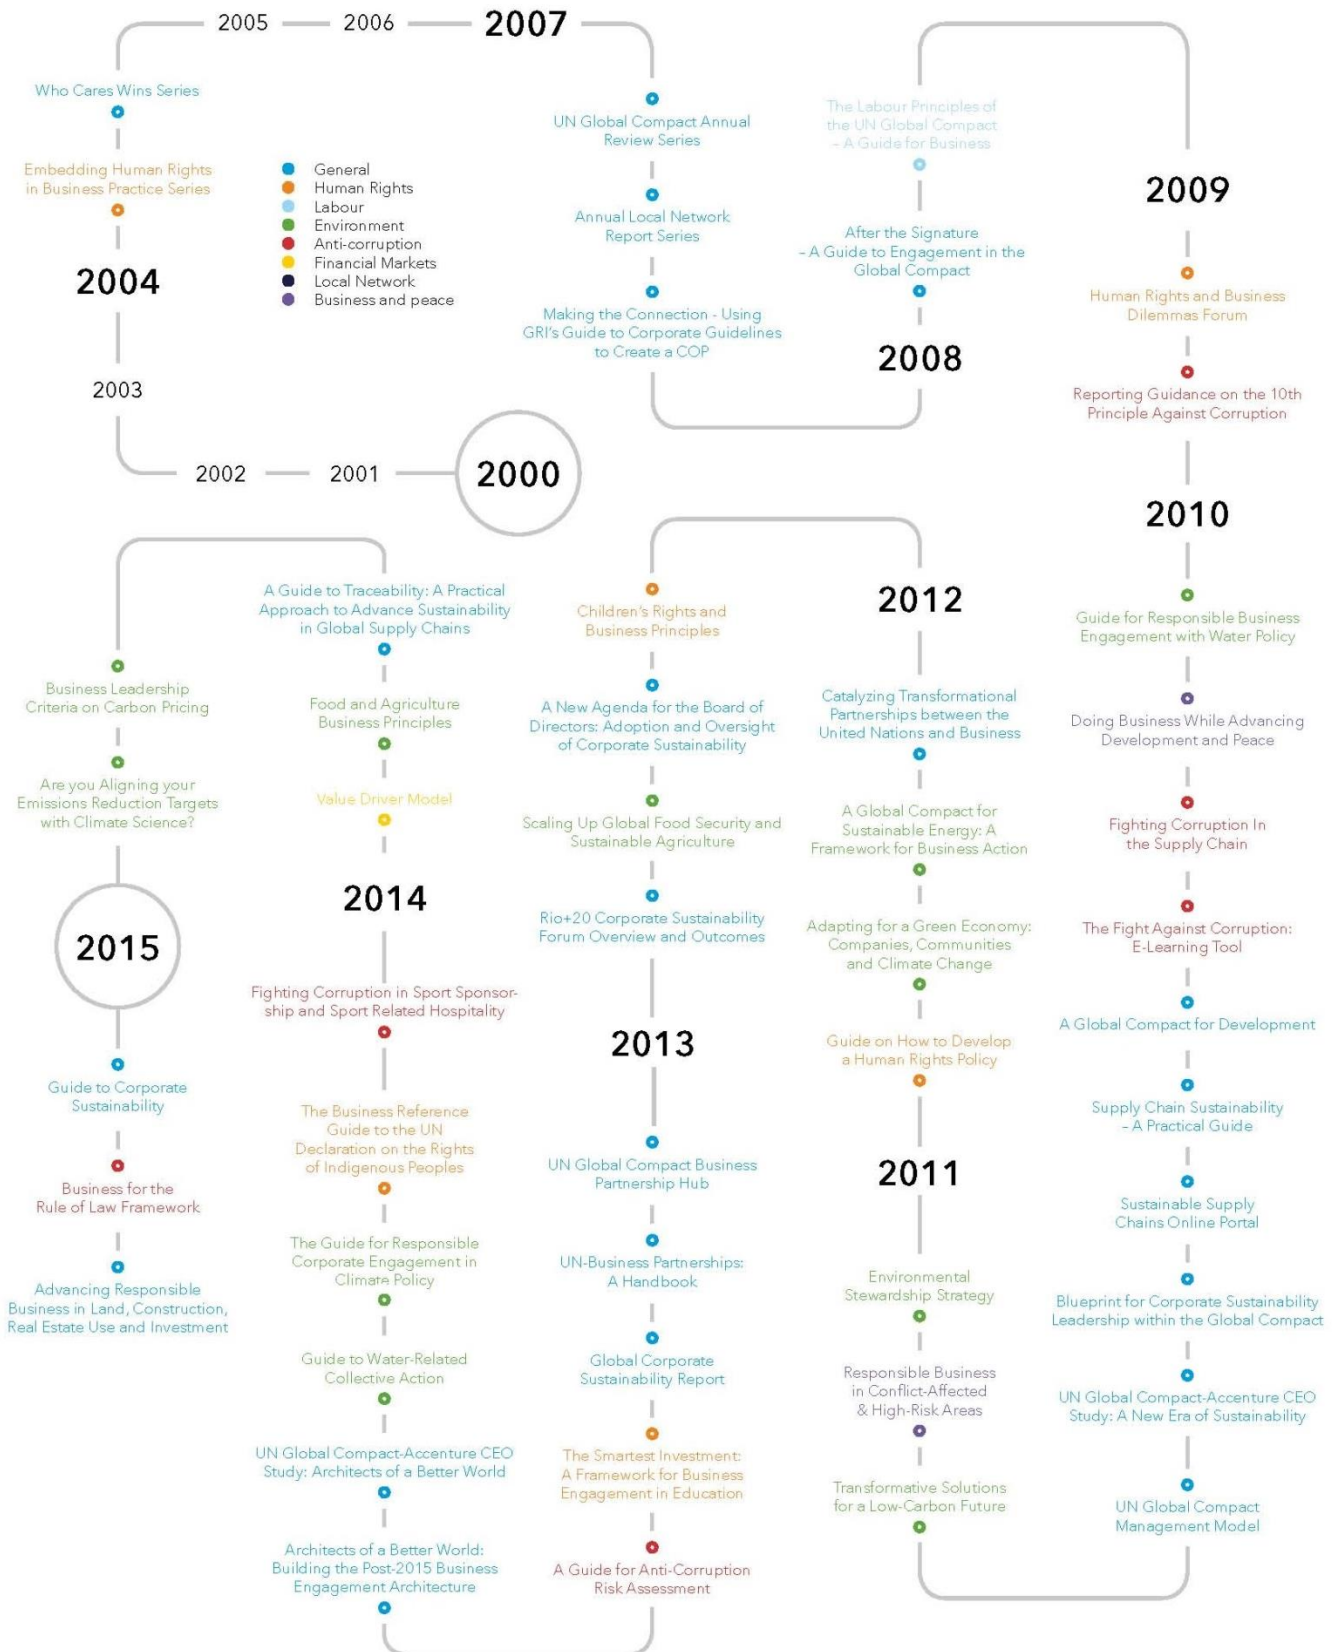 2005
2006
2007
Who Cares Wins Series
Embedding Human Rights
in Business Practice Series
2004
2003
2002
2001
2000
General
Human Rights
Labour
Environment
Anti-corruption
Financial Markets
Local Network
Business and peace
UN Global Compact Annual
Review Series
Annual Local Network
Report Series
Making the Connection - Using
GRI's Guide to Corporate Guidelines
to Create a COP
The Labour Principles of
the UN Global Compact
– A Guide for Business
After the Signature
– A Guide to Engagement in the
Global Compact
2008
2009
Human Rights and Business
Dilemmas Forum
Reporting Guidance on the 10th
Principle Against Corruption
2010
Guide for Responsible Business
Engagement with Water Policy
Doing Business While Advancing
Development and Peace
Fighting Corruption In
the Supply Chain
The Fight Against Corruption:
E-Learning Tool
A Global Compact for Development
Supply Chain Sustainability
– A Practical Guide
Sustainable Supply
Chains Online Portal
Blueprint for Corporate Sustainability
Leadership within the Global Compact
UN Global Compact-Accenture CEO
Study: A New Era of Sustainability
UN Global Compact
Management Model
2012
Catalyzing Transformational
Partnerships between the
United Nations and Business
A Global Compact for
Sustainable Energy: A
Framework for Business Action
Adapting for a Green Economy:
Companies, Communities
and Climate Change
Guide on How to Develop
a Human Rights Policy
2011
Environmental
Stewardship Strategy
Responsible Business
in Conflict-Affected
& High-Risk Areas
Transformative Solutions
for a Low-Carbon Future
Children's Rights and
Business Principles
A New Agenda for the Board of
Directors: Adoption and Oversight
of Corporate Sustainability
Scaling Up Global Food Security and
Sustainable Agriculture
Rio+20 Corporate Sustainability
Forum Overview and Outcomes
2013
UN Global Compact Business
Partnership Hub
UN-Business Partnerships:
A Handbook
Global Corporate
Sustainability Report
The Smartest Investment:
A Framework for Business
Engagement in Education
A Guide for Anti-Corruption
Risk Assessment
A Guide to Traceability: A Practical
Approach to Advance Sustainability
in Global Supply Chains
Food and Agriculture
Business Principles
Value Driver Model
2014
Fighting Corruption in Sport Sponsor-
ship and Sport Related Hospitality
The Business Reference
Guide to the UN
Declaration on the Rights
of Indigenous Peoples
The Guide for Responsible
Corporate Engagement in
Climate Policy
Guide to Water-Related
Collective Action
UN Global Compact-Accenture CEO
Study: Architects of a Better World
Architects of a Better World:
Building the Post-2015 Business
Engagement Architecture
Business Leadership
Criteria on Carbon Pricing
Are you Aligning your
Emissions Reduction Targets
with Climate Science?
2015
Guide to Corporate
Sustainability
Business for the
Rule of Law Framework
Advancing Responsible
Business in Land, Construction,
Real Estate Use and Investment